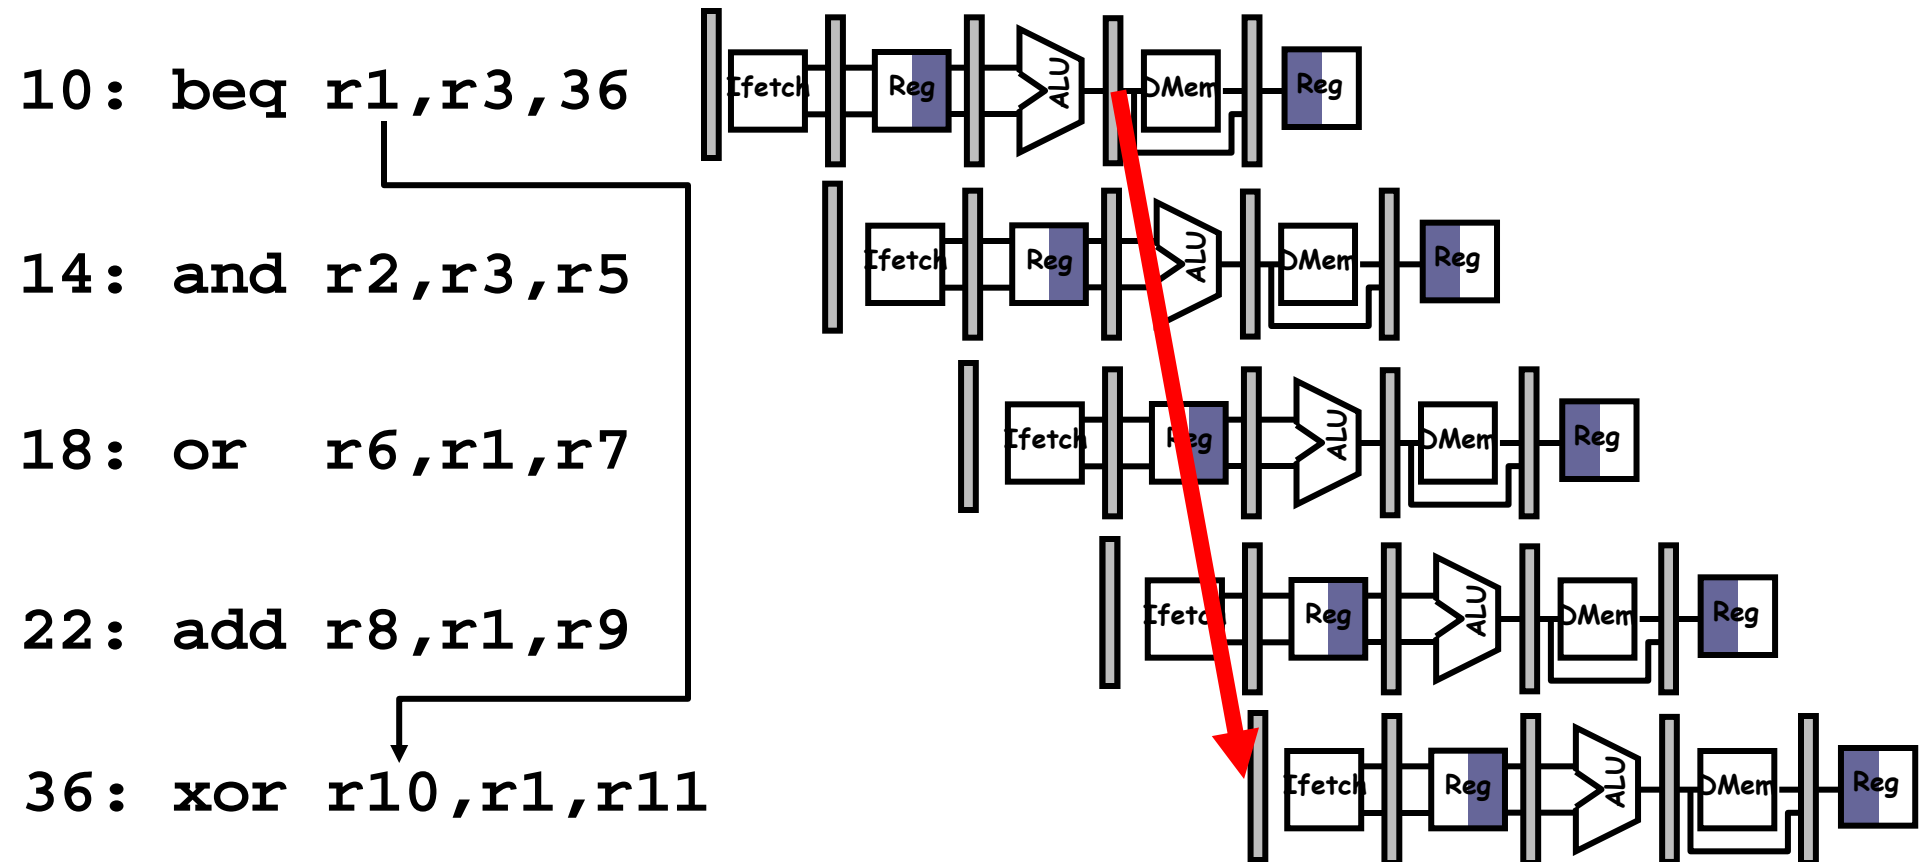 10: beq r1,r3,36
Ifetch Reg ALU DMem Reg
14: and r2,r3,r5
Ifetch Reg ALU DMem Reg
18: or r6,r1,r7
Ifetch Reg ALU DMem Reg
22: add r8,r1,r9
Ifetch Reg ALU DMem Reg
36: xor r10,r1,r11
Ifetch Reg ALU DMem Reg